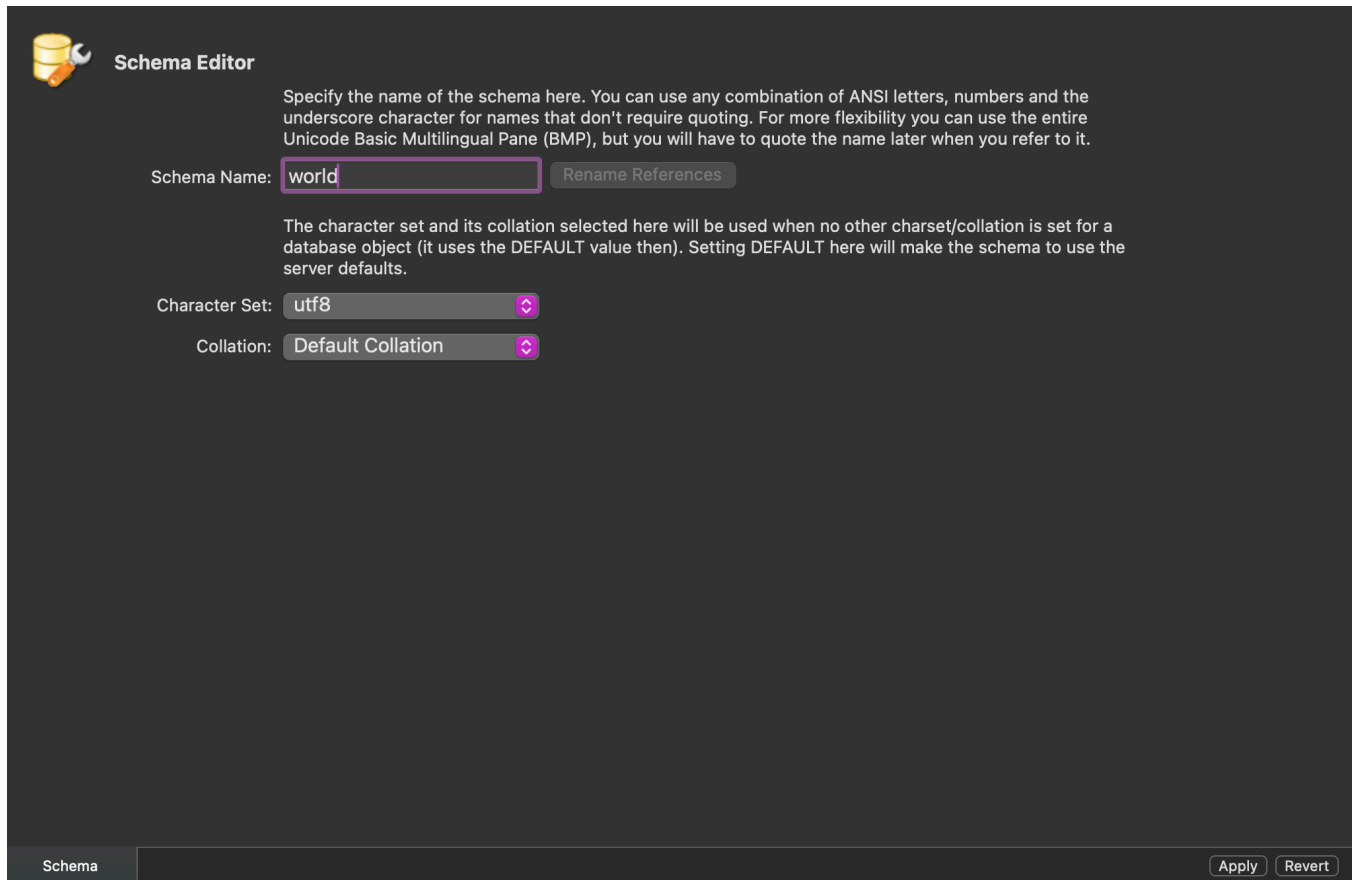 Schema Editor
Specify the name of the schema here. You can use any combination of ANSI letters, numbers and the
underscore character for names that don't require quoting. For more flexibility you can use the entire
Unicode Basic Multilingual Pane (BMP), but you will have to quote the name later when you refer to it.
Schema Name: world Rename References
The character set and its collation selected here will be used when no other charset/collation is set for a
database object (it uses the DEFAULT value then). Setting DEFAULT here will make the schema to use the
server defaults.
Character Set: utf8
Collation: Default Collation
Schema Apply Revert